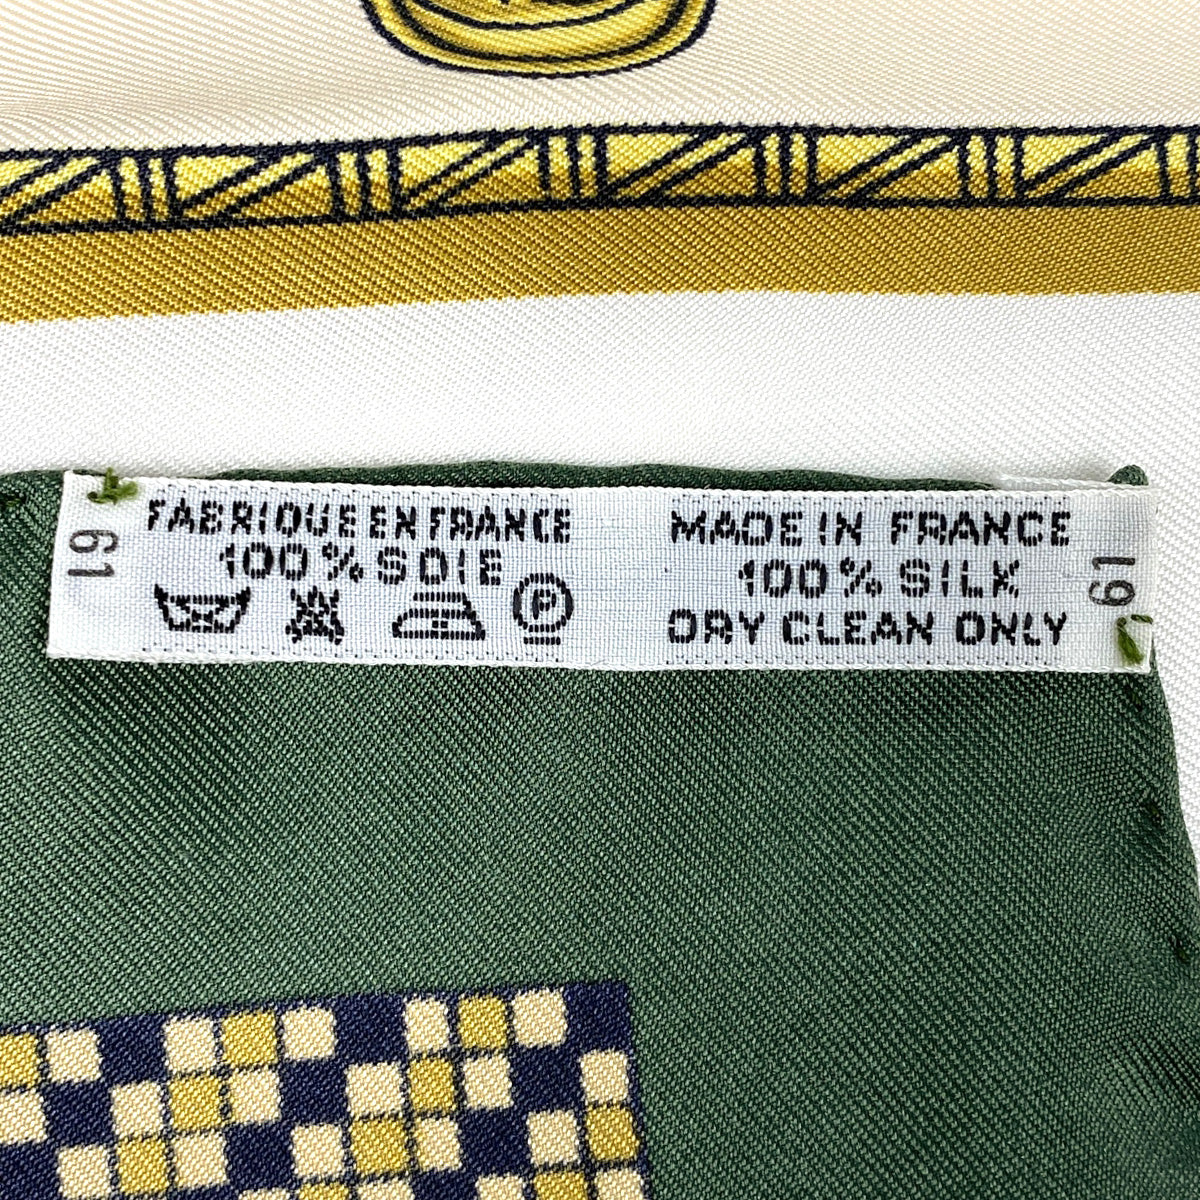 FABRIQUE EN FRANCE
100% SOIE
P
MADE IN FRANCE
100% SILK
DRY CLEAN ONLY
61
61